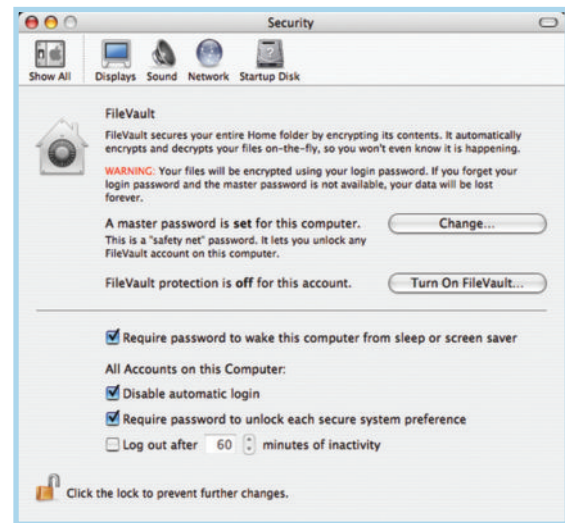 Security
Show All Displays Sound Network Startup Disk
FileVault
FileVault secures your entire Home folder by encrypting its contents. It automatically
encrypts and decrypts your files on-the-fly, so you won't even know it is happening.
WARNING: Your files will be encrypted using your login password. If you forget your
login password and the master password is not available, your data will be lost
forever.
A master password is set for this computer. Change...
This is a "safety net" password. It lets you unlock any
FileVault account on this computer.
FileVault protection is off for this account. Turn On FileVault...
Require password to wake this computer from sleep or screen saver
All Accounts on this Computer:
Disable automatic login
Require password to unlock each secure system preference
Log out after 60 minutes of inactivity
Click the lock to prevent further changes.